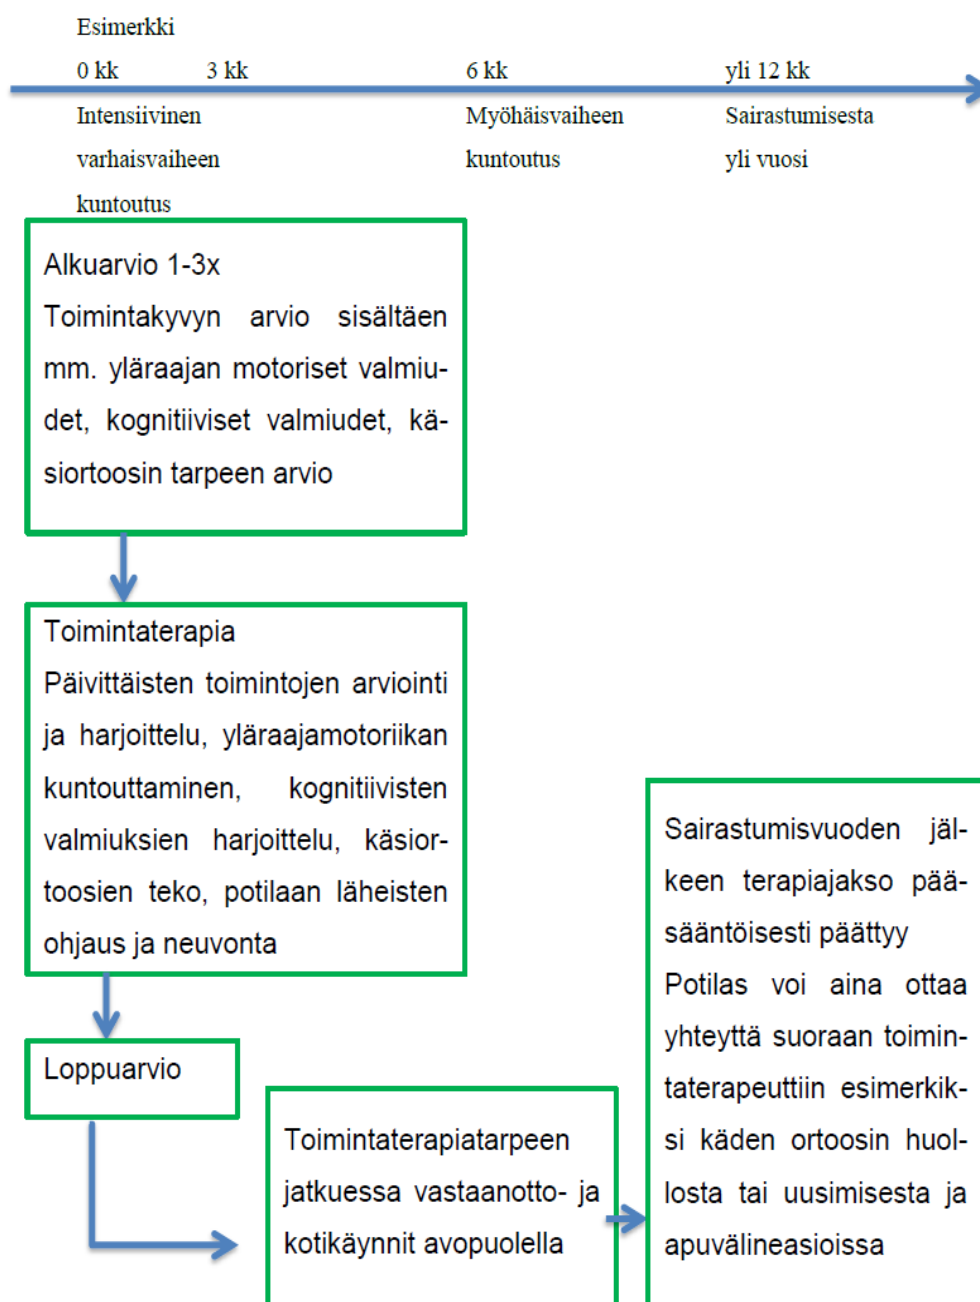 Esimerkki
0 kk 3 kk 6 kk yli 12 kk
Intensiivinen
varhaisvaiheen
kuntoutus
Myöhäisvaiheen
kuntoutus
Sairastumisesta
yli vuosi
Alkuarvio 1-3x
Toimintakyvyn arvio sisältäen
mm. yläraajan motoriset valmiu-
det, kognitiiviset valmiudet, kä-
siortoosin tarpeen arvio
Toimintaterapia
Päivittäisten toimintojen arviointi
ja harjoittelu, yläraajamotoriikan
kuntouttaminen, kognitiivisten
valmiuksien harjoittelu, käsior-
toosien teko, potilaan läheisten
ohjaus ja neuvonta
Loppuarvio
Toimintaterapiatarpeen
jatkuessa vastaanotto- ja
kotikäynnit avopuolella
Sairastumisvuoden jäl-
keen terapiajakso pää-
sääntöisesti päättyy
Potilas voi aina ottaa
yhteyttä suoraan toimin-
taterapeuttiin esimerkik-
si käden ortoosin huol-
losta tai uusimisesta ja
apuvälineasioissa